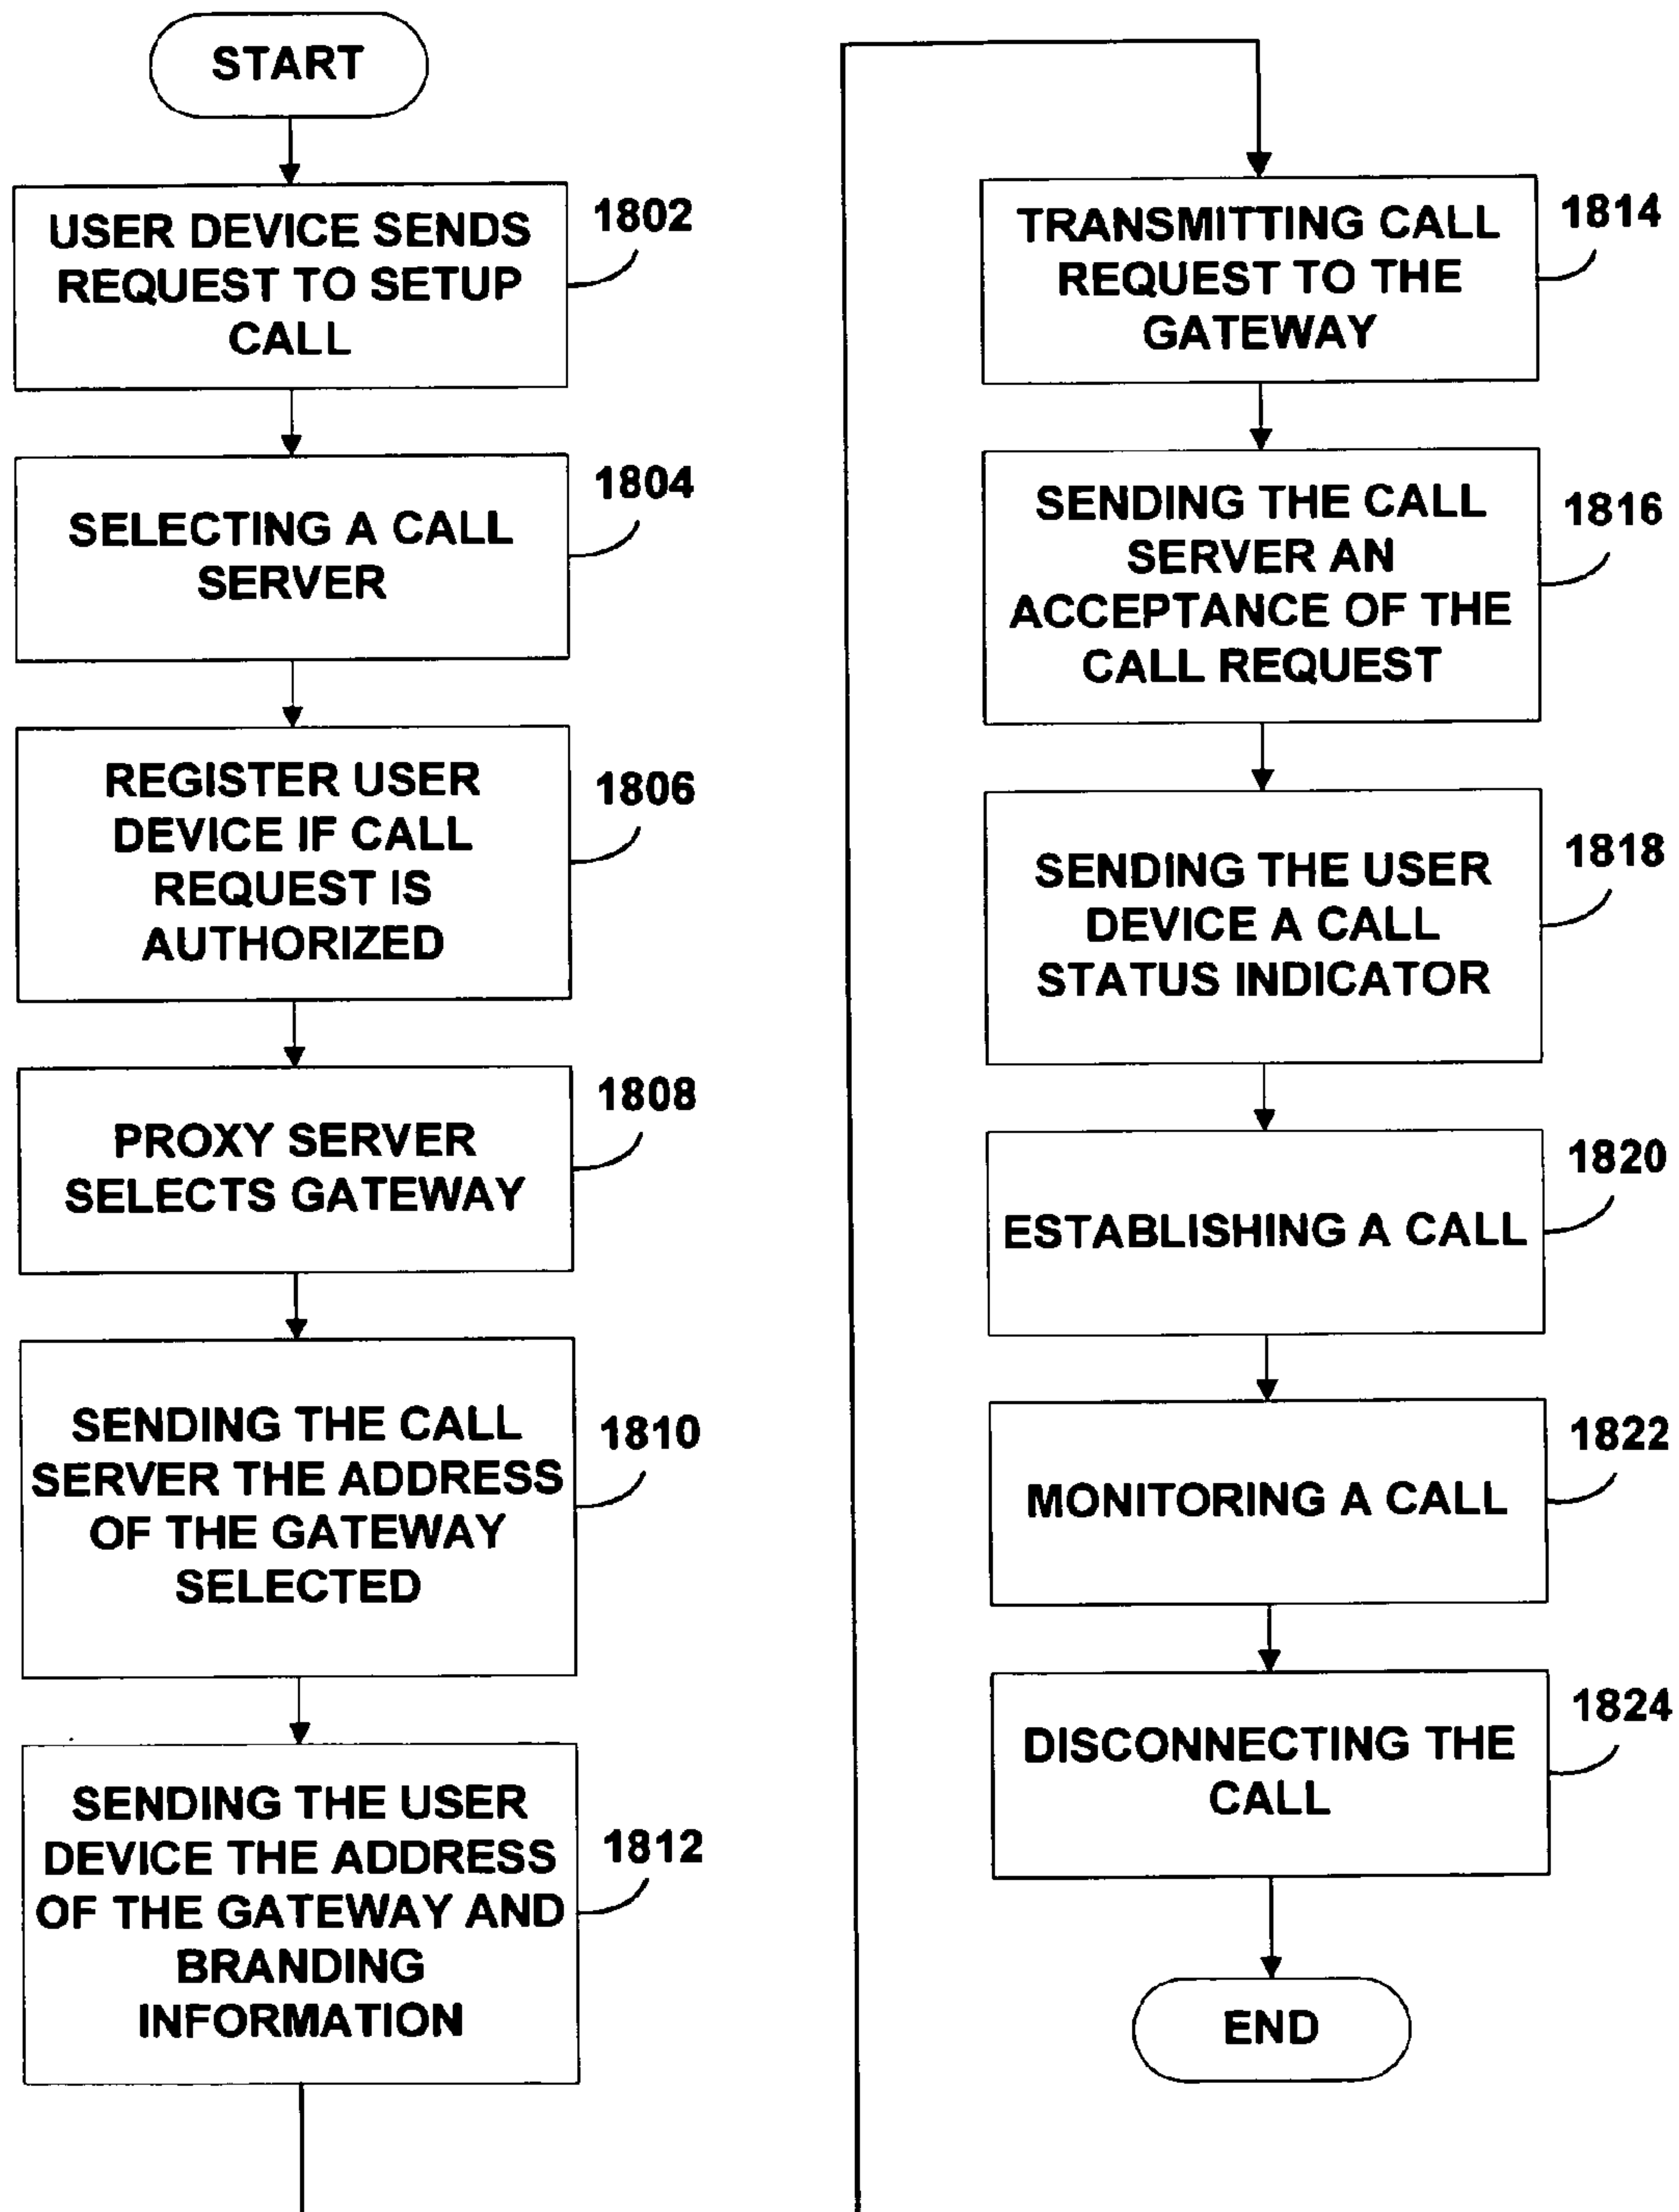 START
USER DEVICE SENDS
REQUEST TO SETUP
CALL
1802
SELECTING A CALL
SERVER
1804
REGISTER USER
DEVICE IF CALL
REQUEST IS
AUTHORIZED
1806
PROXY SERVER
SELECTS GATEWAY
1808
SENDING THE CALL
SERVER THE ADDRESS
OF THE GATEWAY
SELECTED
1810
SENDING THE USER
DEVICE THE ADDRESS
OF THE GATEWAY AND
BRANDING
INFORMATION
1812
TRANSMITTING CALL
REQUEST TO THE
GATEWAY
1814
SENDING THE CALL
SERVER AN
ACCEPTANCE OF THE
CALL REQUEST
1816
SENDING THE USER
DEVICE A CALL
STATUS INDICATOR
1818
ESTABLISHING A CALL
1820
MONITORING A CALL
1822
DISCONNECTING THE
CALL
1824
END